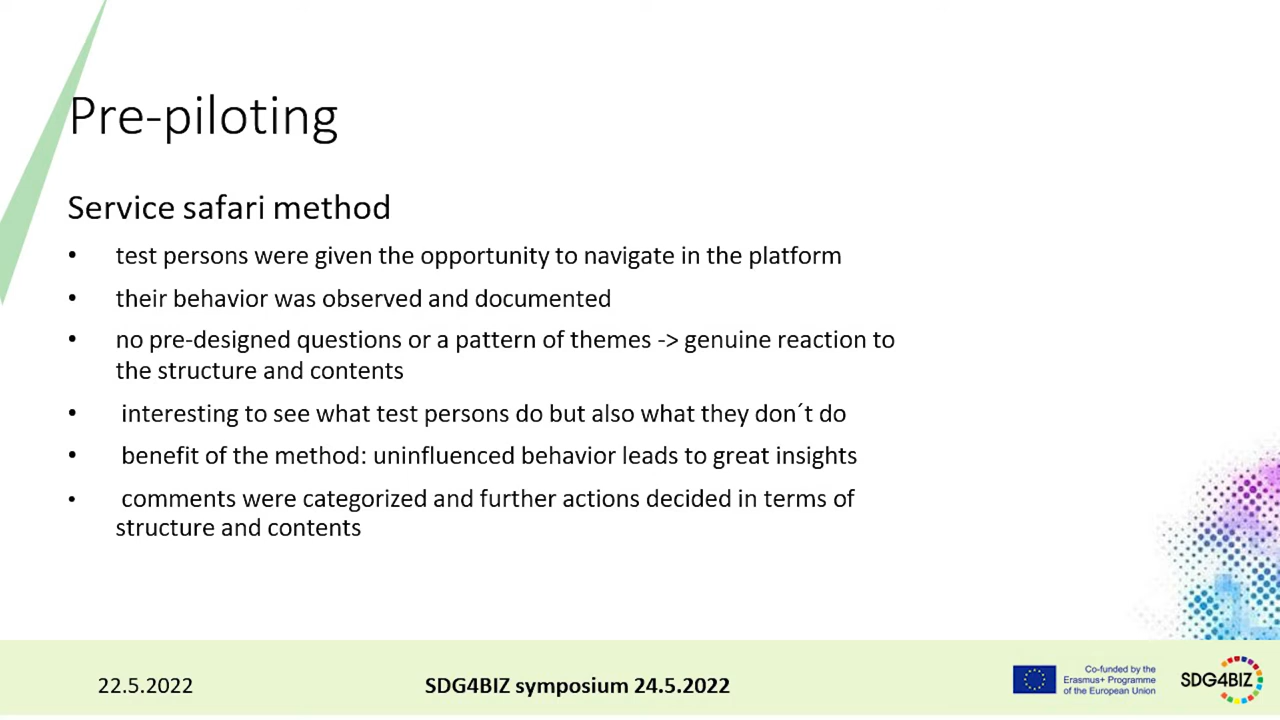 Pre-piloting
Service safari method
• test persons were given the opportunity to navigate in the platform
• their behavior was observed and documented
• no pre-designed questions or a pattern of themes -> genuine reaction to
the structure and contents
• interesting to see what test persons do but also what they don´t do
• benefit of the method: uninfluenced behavior leads to great insights
• comments were categorized and further actions decided in terms of
structure and contents
22.5.2022
SDG4BIZ symposium 24.5.2022
Co-funded by the
Erasmus+ Programme
of the European Union
SDG4BIZ